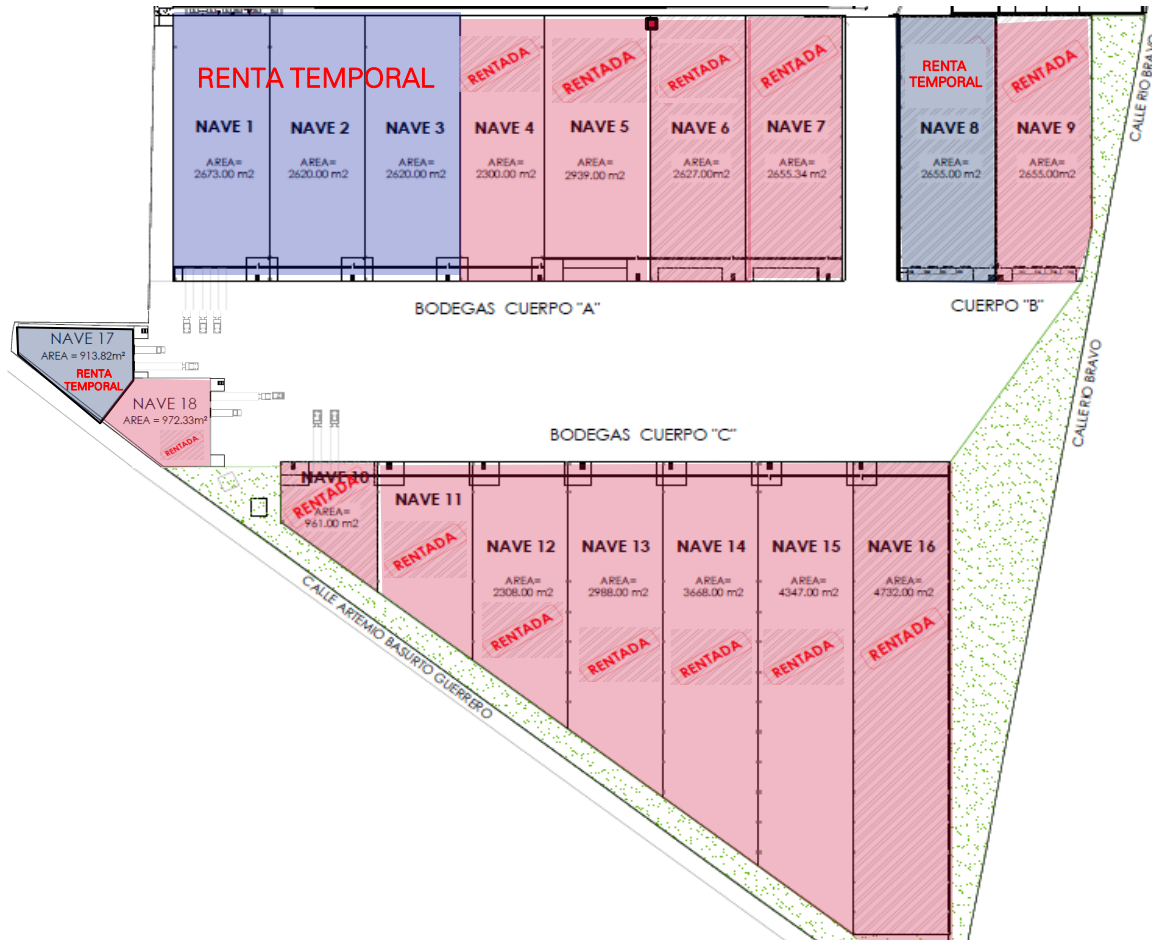 RENTA TEMPORAL
NAVE 1
AREA=
2673.00 m2
NAVE 2
AREA=
2620.00 m2
NAVE 3
AREA=
2620.00 m2
RENTADA
NAVE 4
AREA=
2300.00 m2
RENTADA
NAVE 5
AREA=
2939.00 m2
RENTADA
NAVE 6
AREA=
2627.00m2
RENTADA
NAVE 7
AREA=
2655.34 m2
RENTA
TEMPORAL
NAVE 8
AREA=
2655.00m2
RENTADA
NAVE 9
AREA=
2655.00m2
CALLE RIO BRAVO
BODEGAS CUERPO "A"
CUERPO "B"
NAVE 17
AREA = 913.82m²
RENTA
TEMPORAL
NAVE 18
AREA = 972.33m²
RENTADA
CALLE RIO BRAVO
BODEGAS CUERPO "C"
NAVE 10
RENTADA
AREA=
961.00 m2
NAVE 11
RENTADA
NAVE 12
AREA=
2308.00 m2
RENTADA
NAVE 13
AREA=
2988.00 m2
RENTADA
NAVE 14
AREA=
3668.00 m2
RENTADA
NAVE 15
AREA=
4347.00 m2
RENTADA
NAVE 16
AREA=
4732.00 m2
RENTADA
CALLE ARTEMIO BASURTO GUERRERO